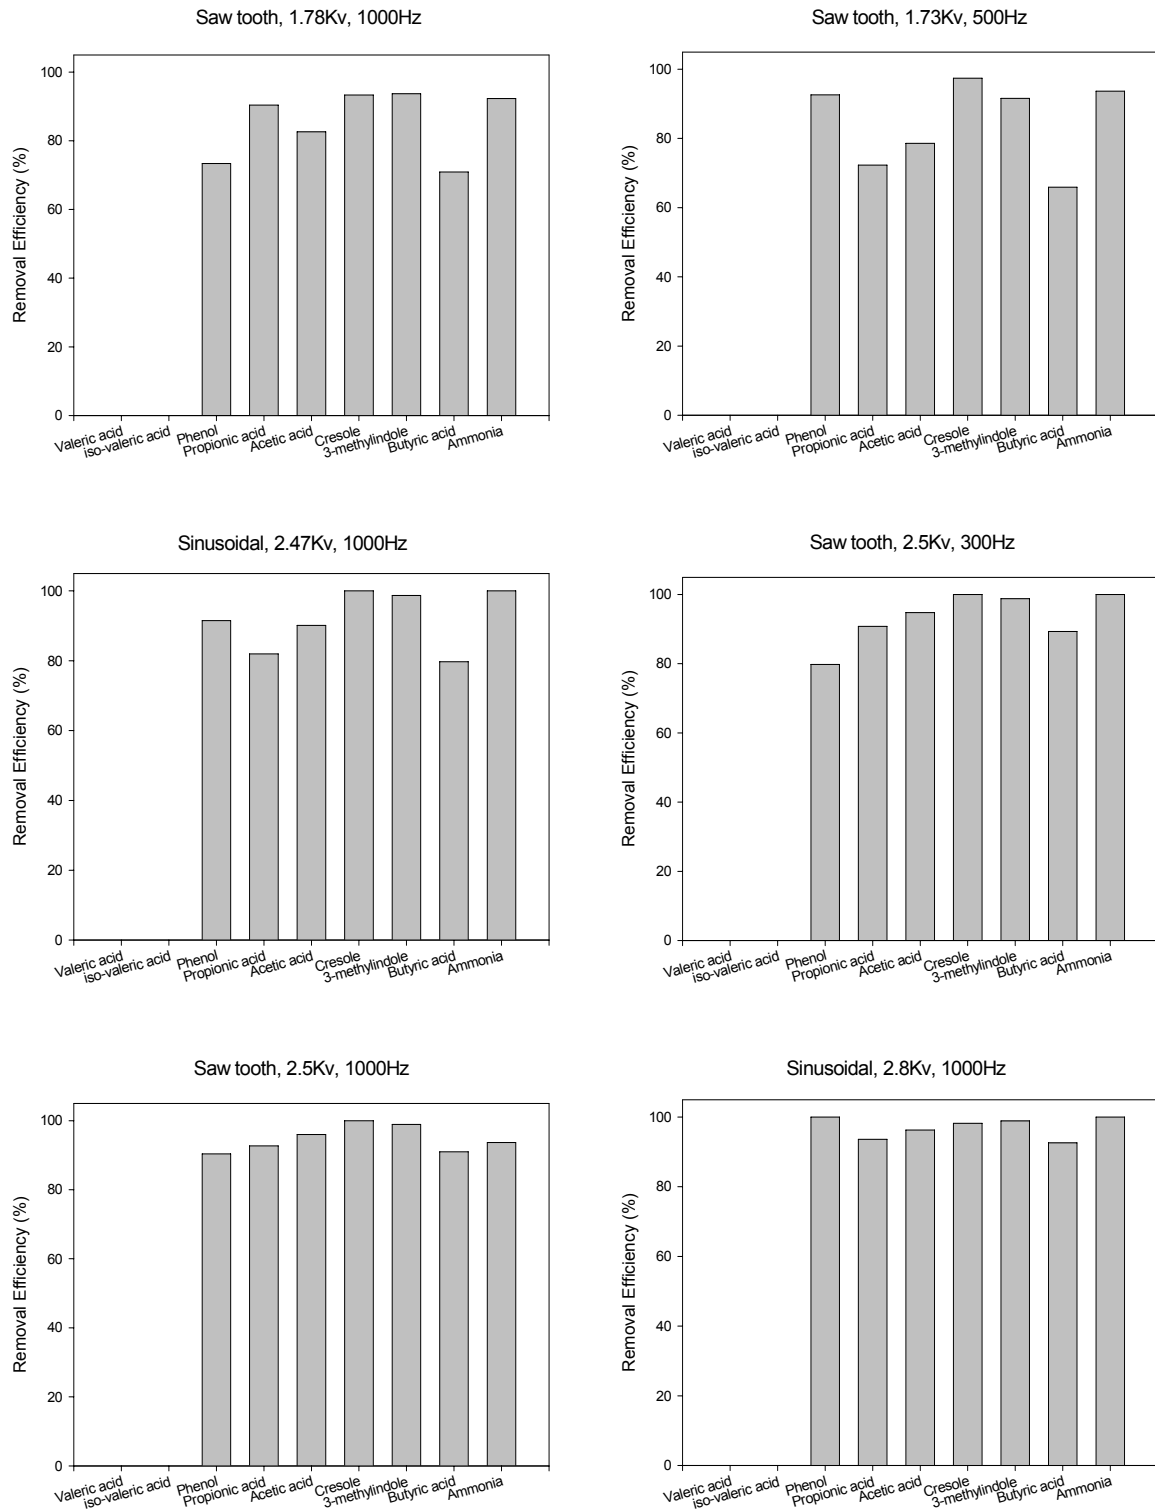 Saw tooth, 1.78Kv, 1000Hz
Removal Efficiency (%)
100
80
60
40
20
0
Valeric acid
iso-valeric acid
Phenol
Propionic acid
Acetic acid
Cresole
3-methylindole
Butyric acid
Ammonia
Saw tooth, 1.73Kv, 500Hz
Removal Efficiency (%)
100
80
60
40
20
0
Valeric acid
iso-valeric acid
Phenol
Propionic acid
Acetic acid
Cresole
3-methylindole
Butyric acid
Ammonia
Sinusoidal, 2.47Kv, 1000Hz
Removal Efficiency (%)
100
80
60
40
20
0
Valeric acid
iso-valeric acid
Phenol
Propionic acid
Acetic acid
Cresole
3-methylindole
Butyric acid
Ammonia
Saw tooth, 2.5Kv, 300Hz
Removal Efficiency (%)
100
80
60
40
20
0
Valeric acid
iso-valeric acid
Phenol
Propionic acid
Acetic acid
Cresole
3-methylindole
Butyric acid
Ammonia
Saw tooth, 2.5Kv, 1000Hz
Removal Efficiency (%)
100
80
60
40
20
0
Valeric acid
iso-valeric acid
Phenol
Propionic acid
Acetic acid
Cresole
3-methylindole
Butyric acid
Ammonia
Sinusoidal, 2.8Kv, 1000Hz
Removal Efficiency (%)
100
80
60
40
20
0
Valeric acid
iso-valeric acid
Phenol
Propionic acid
Acetic acid
Cresole
3-methylindole
Butyric acid
Ammonia